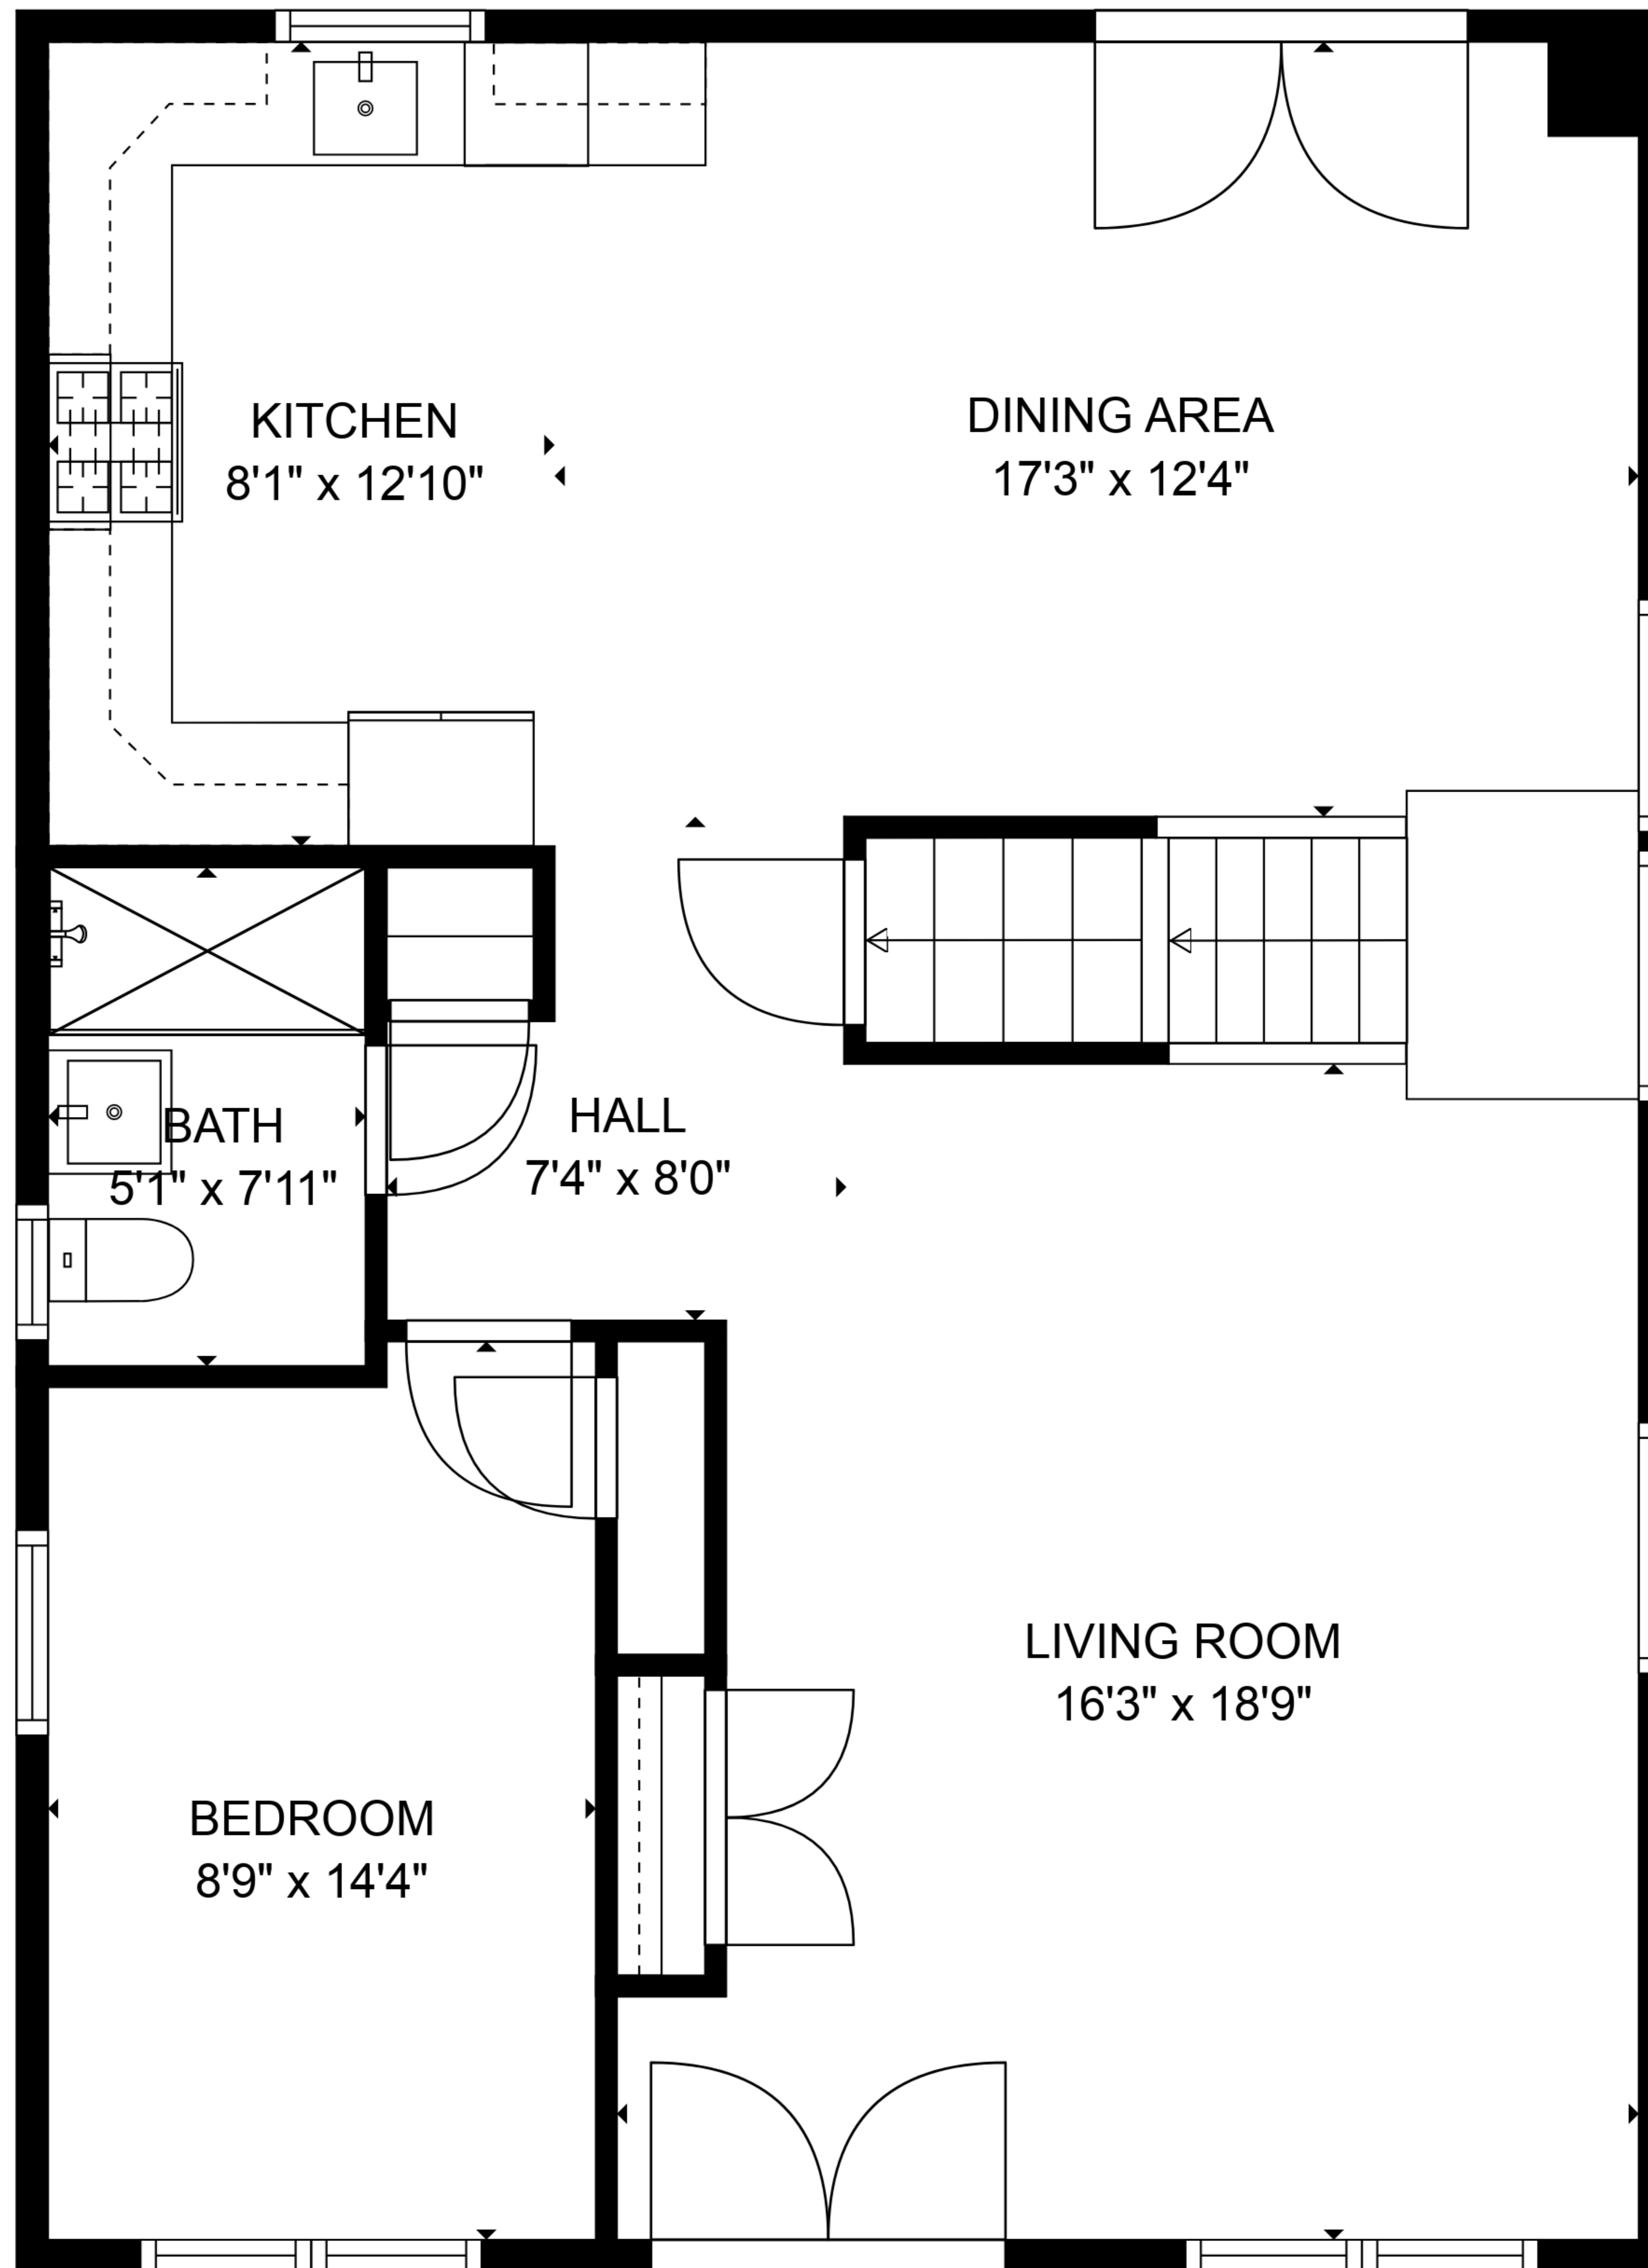 KITCHEN
8'1" x 12'10"
DINING AREA
17'3" x 12'4"
BATH
5'1" x 7'11"
HALL
7'4" x 8'0"
LIVING ROOM
16'3" x 18'9"
BEDROOM
8'9" x 14'4"